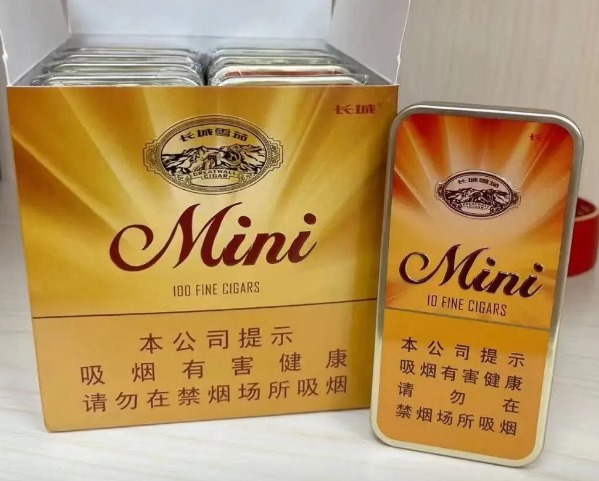 长城
长城雪茄
GREATWALL
CIGAR
Mini
100 FINE CIGARS
本公司提示
吸烟有害健康
请勿在禁烟场所吸烟
长城
长城雪茄
Mini
10 FINE CIGARS
本公司提示
吸烟有害健康
请勿在
禁烟场所吸烟